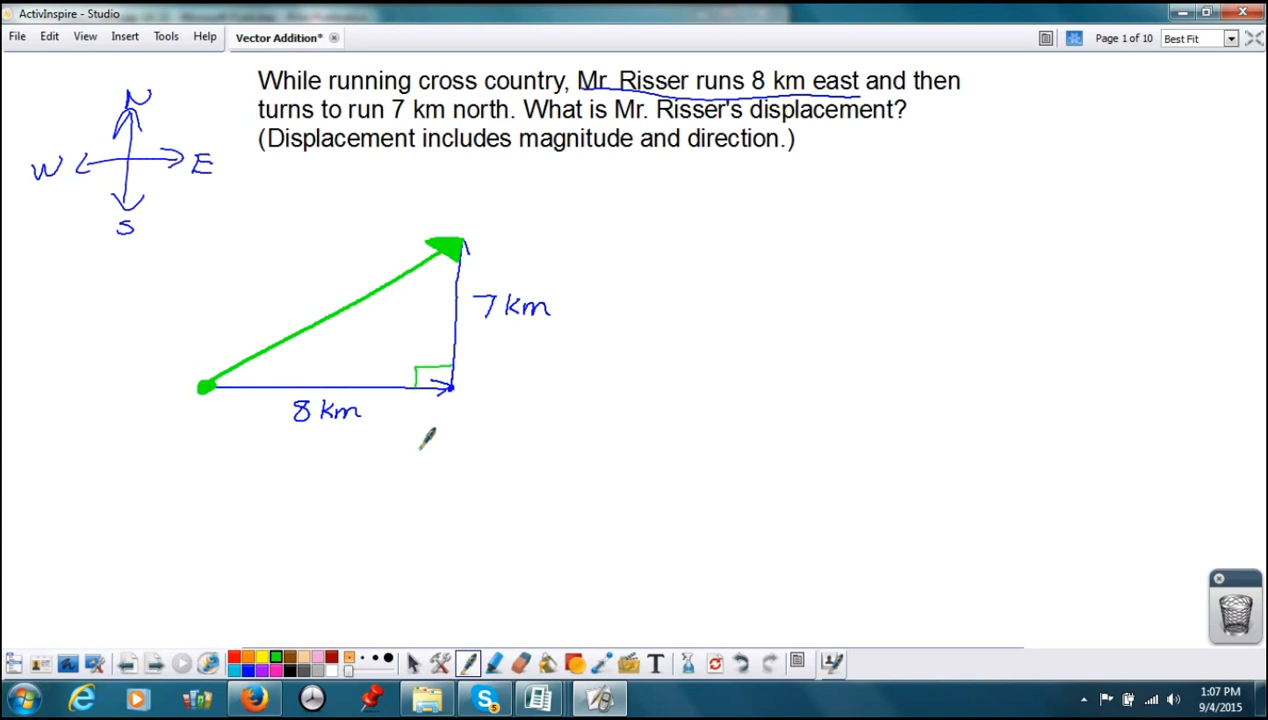 ActivInspire - Studio
File Edit View Insert Tools Help Vector Addition* Page 1 of 10 Best Fit
While running cross country, Mr. Risser runs 8 km east and then
turns to run 7 km north. What is Mr. Risser's displacement?
(Displacement includes magnitude and direction.)
N
W E
S
7 km
8 km
T
S 5
1:07 PM
9/4/2015